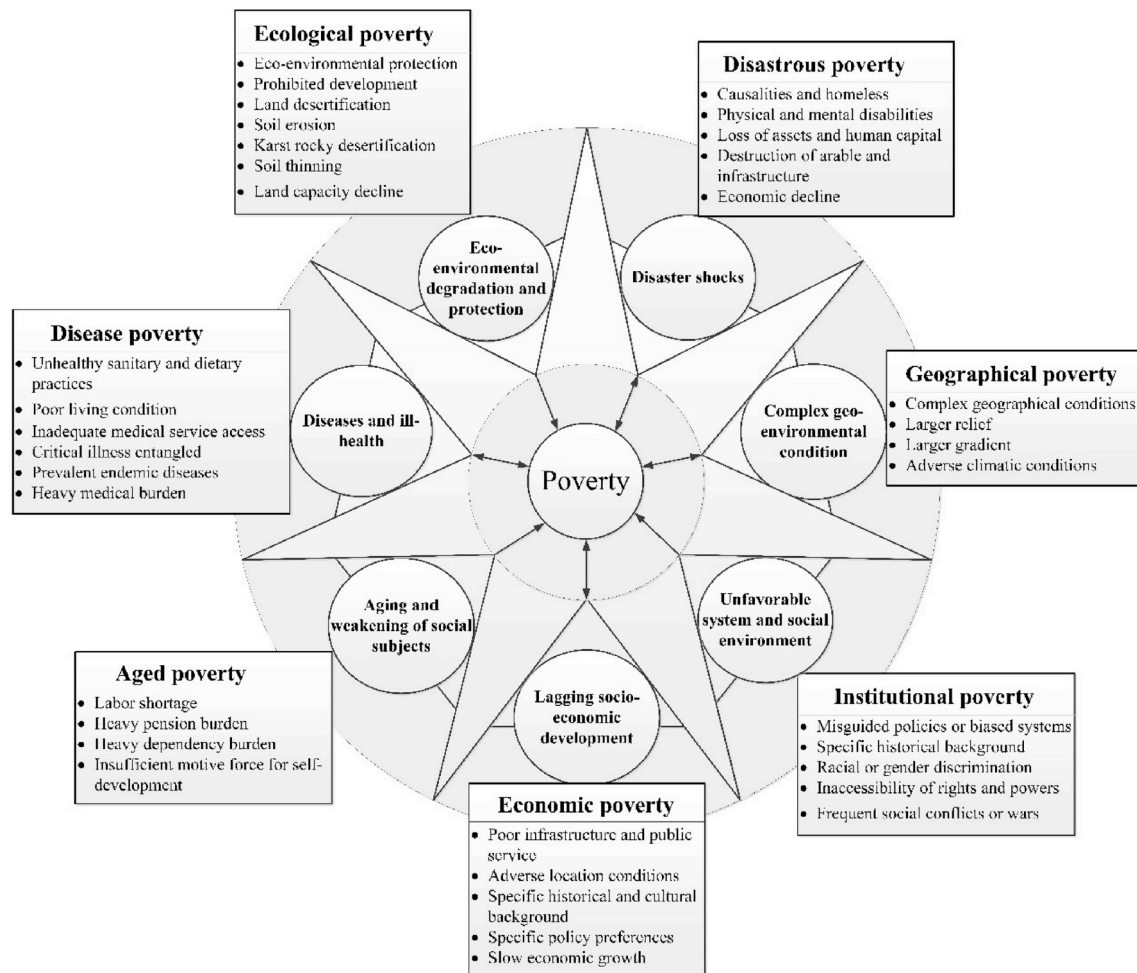 Ecological poverty
Eco-environmental protection
Prohibited development
Land desertification
Soil erosion
Karst rocky desertification
Soil thinning
Land capacity decline
Disastrous poverty
Causalities and homeless
Physical and mental disabilities
Loss of assets and human capital
Destruction of arable and
infrastructure
Economic decline
Eco-
environmental
degradation and
protection
Disaster shocks
Disease poverty
Unhealthy sanitary and dietary
practices
Poor living condition
Inadequate medical service access
Critical illness entangled
Prevalent endemic diseases
Heavy medical burden
Diseases and ill-
health
Complex geo-
environmental
condition
Geographical poverty
Complex geographical conditions
Larger relief
Larger gradient
Adverse climatic conditions
Poverty
Aging and
weakening of social
subjects
Unfavorable
system and social
environment
Lagging socio-
economic
development
Aged poverty
Labor shortage
Heavy pension burden
Heavy dependency burden
Insufficient motive force for self-
development
Institutional poverty
Misguided policies or biased systems
Specific historical background
Racial or gender discrimination
Inaccessibility of rights and powers
Frequent social conflicts or wars
Economic poverty
Poor infrastructure and public
service
Adverse location conditions
Specific historical and cultural
background
Specific policy preferences
Slow economic growth